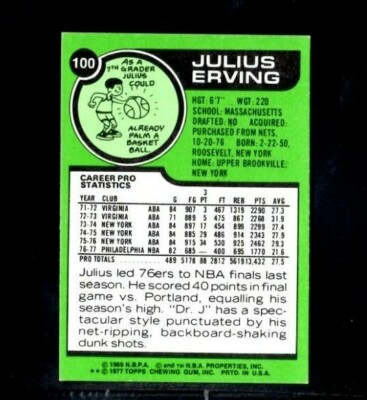 100
JULIUS
ERVING
AS A
7TH GRADER
JULIUS
COULD
ALREADY
PALM A
BASKET
BALL.
HGT: 6'7" WGT: 220
SCHOOL: MASSACHUSETTS
DRAFTED: NO ACQUIRED:
PURCHASED FROM NETS,
10-20-76 BORN: 2-22-50,
ROOSEVELT, NEW YORK
HOME: UPPER BROOKVILLE,
NEW YORK
CAREER PRO
STATISTICS
3
YEAR CLUB G FG PT FT REB PTS AVG
71-72 VIRGINIA ABA 84 907 3 467 1319 2290 27.3
72-73 VIRGINIA ABA 71 889 5 475 867 2268 31.9
73-74 NEW YORK ABA 84 897 17 454 899 2299 27.4
74-75 NEW YORK ABA 84 885 29 486 914 2343 27.9
75-76 NEW YORK ABA 84 915 34 530 925 2462 29.3
76-77 PHILADELPHIA NBA 82 685 — 400 695 1770 21.6
PRO TOTALS 489 5178 88 2812 5619 13,432 27.5
Julius led 76ers to NBA finals last
season. He scored 40 points in final
game vs. Portland, equalling his
season's high. "Dr. J" has a spec-
tacular style punctuated by his
net-ripping, backboard-shaking
dunk shots.
© 1969 N.B.P.A. © and TM N.B.A. PROPERTIES, INC.
** © 1977 TOPPS CHEWING GUM, INC. PRTD. IN U.S.A.